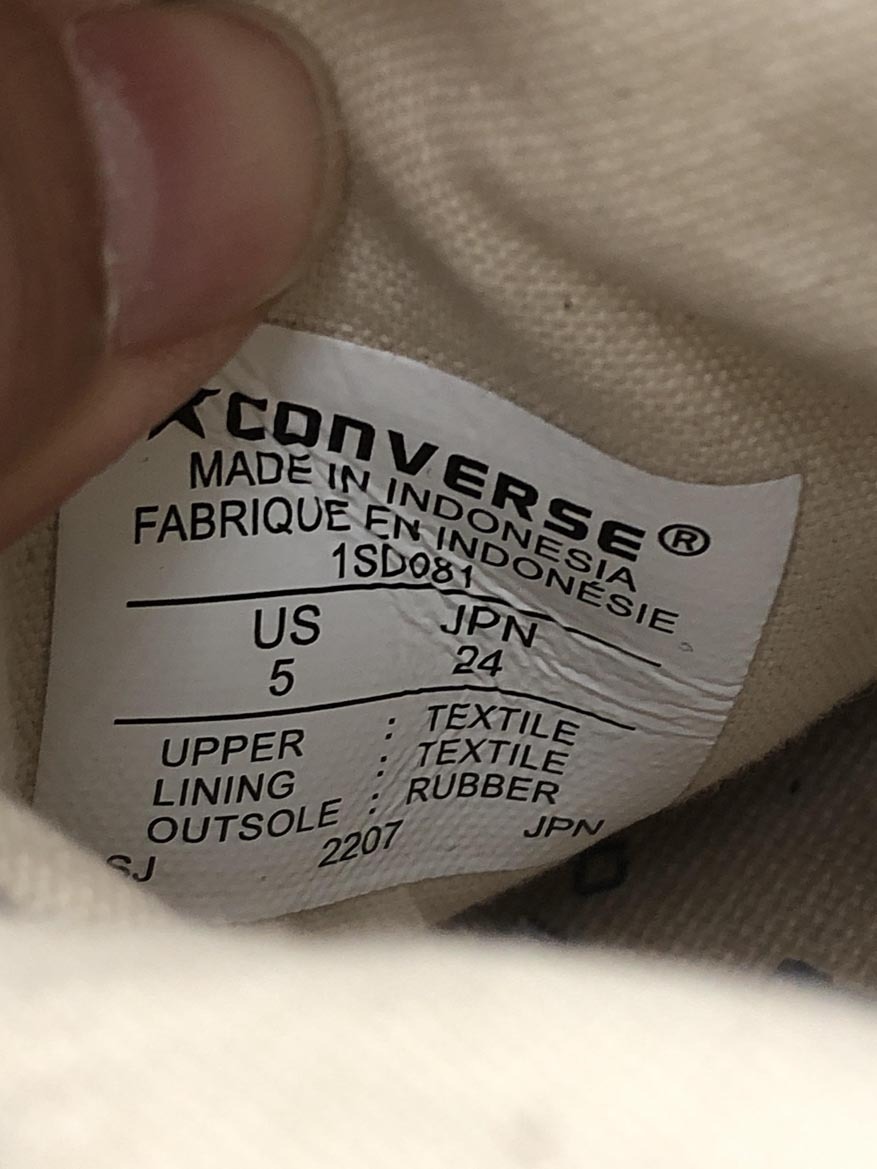 CONVERSE®
MADE IN INDONESIA
FABRIQUE EN INDONÉSIE
1SD081
US JPN
5 24
UPPER : TEXTILE
LINING : TEXTILE
OUTSOLE : RUBBER
SJ 2207 JPN